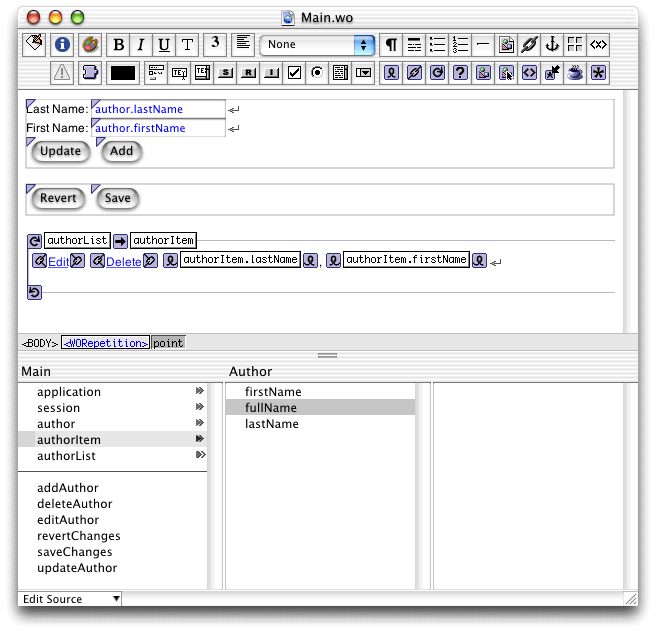 Main.wo
B I U T 3 None ¶
TEXT S R I
Last Name: author.lastName
First Name: author.firstName
Update Add
Revert Save
authorList authorItem
Edit Delete authorItem.lastName , authorItem.firstName
<BODY> <WORepetition> point
Main Author
application firstName
session fullName
author lastName
authorItem
authorList
addAuthor
deleteAuthor
editAuthor
revertChanges
saveChanges
updateAuthor
Edit Source